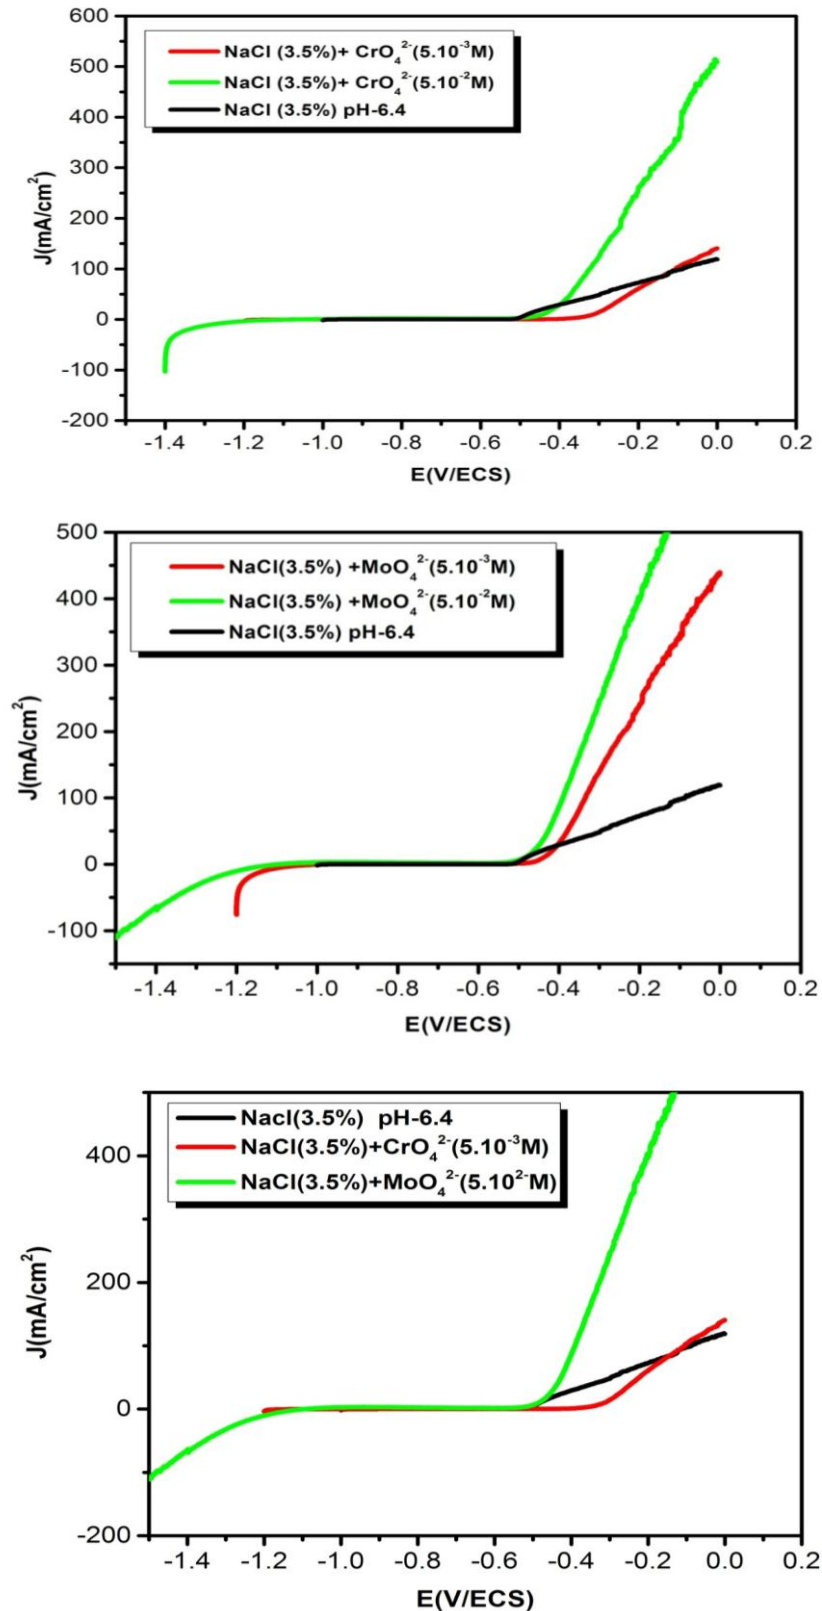 600
500
400
300
200
100
0
-100
-200
J(mA/cm²)
NaCl (3.5%)+ CrO₄²⁻(5.10⁻³M)
NaCl (3.5%)+ CrO₄²⁻(5.10⁻²M)
NaCl (3.5%) pH-6.4
-1.4 -1.2 -1.0 -0.8 -0.6 -0.4 -0.2 0.0 0.2
E(V/ECS)
500
400
300
200
100
0
-100
J(mA/cm²)
NaCl(3.5%) +MoO₄²⁻(5.10⁻³M)
NaCl(3.5%) +MoO₄²⁻(5.10⁻²M)
NaCl(3.5%) pH-6.4
-1.4 -1.2 -1.0 -0.8 -0.6 -0.4 -0.2 0.0 0.2
E(V/ECS)
400
200
0
-200
J(mA/cm²)
Nacl(3.5%) pH-6.4
NaCl(3.5%)+CrO₄²⁻(5.10⁻³M)
NaCl(3.5%)+MoO₄²⁻(5.10²⁻M)
-1.4 -1.2 -1.0 -0.8 -0.6 -0.4 -0.2 0.0 0.2
E(V/ECS)